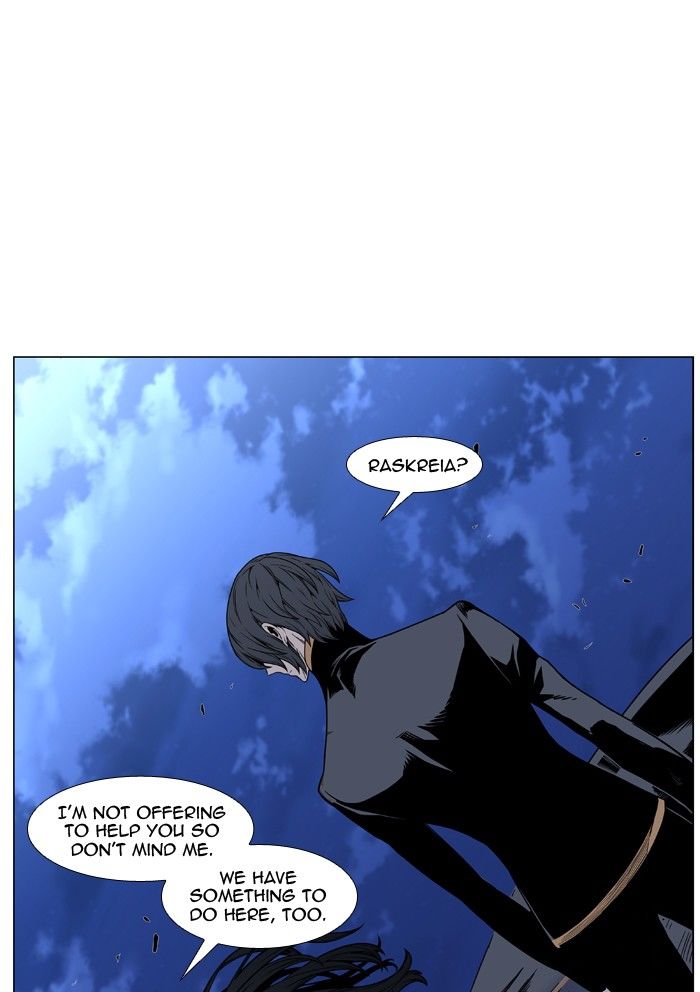 RASKREIA?
I'M NOT OFFERING
TO HELP YOU SO
DON'T MIND ME.
WE HAVE
SOMETHING TO
DO HERE, TOO.